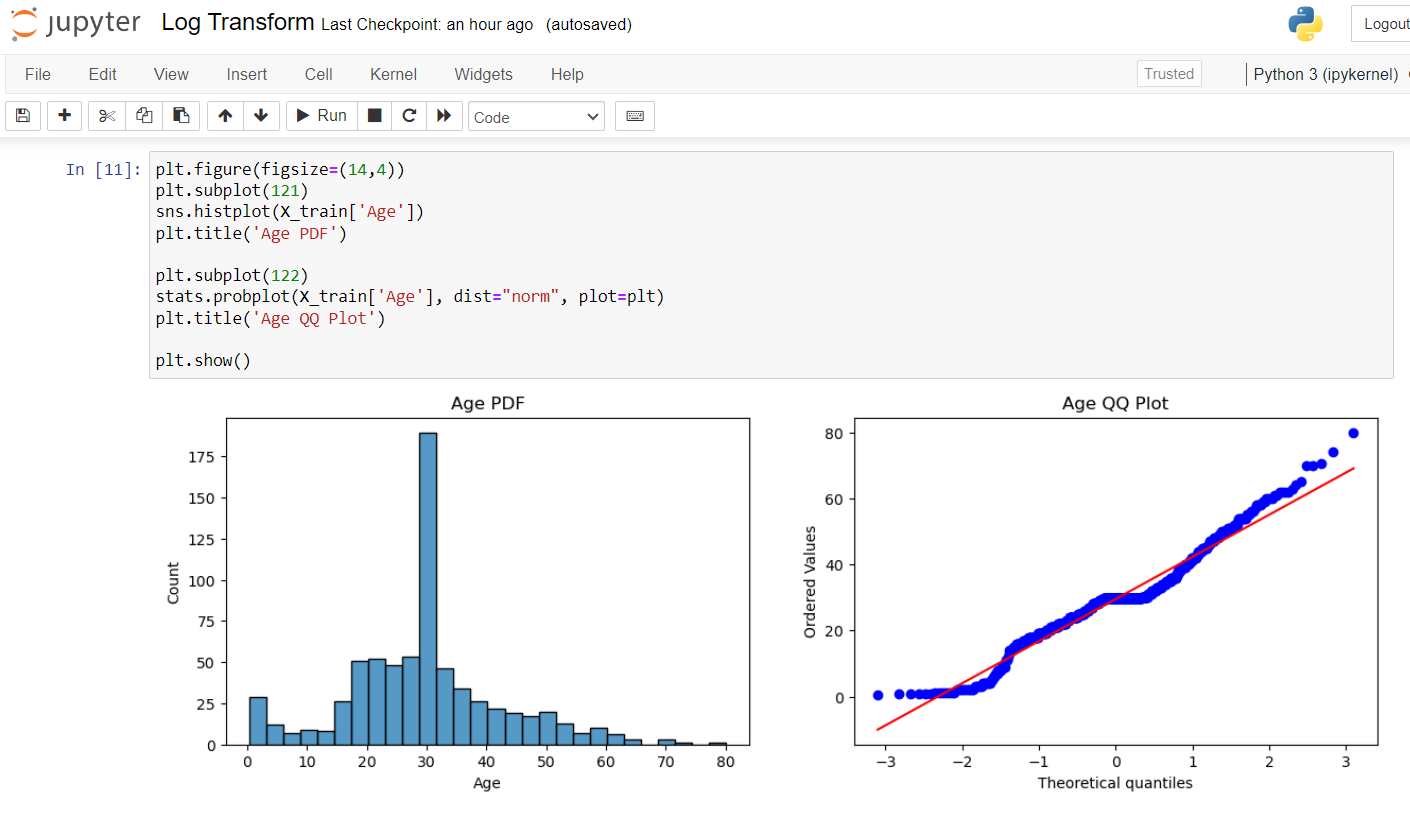 jupyter Log Transform Last Checkpoint: an hour ago (autosaved) Logout
File Edit View Insert Cell Kernel Widgets Help Trusted Python 3 (ipykernel)
Run Code
In [11]:
plt.figure(figsize=(14,4))
plt.subplot(121)
sns.histplot(X_train['Age'])
plt.title('Age PDF')
plt.subplot(122)
stats.probplot(X_train['Age'], dist="norm", plot=plt)
plt.title('Age QQ Plot')
plt.show()
Age PDF
175
150
125
100
75
50
25
0
Count
0 10 20 30 40 50 60 70 80
Age
Age QQ Plot
80
60
40
20
0
Ordered Values
−3 −2 −1 0 1 2 3
Theoretical quantiles